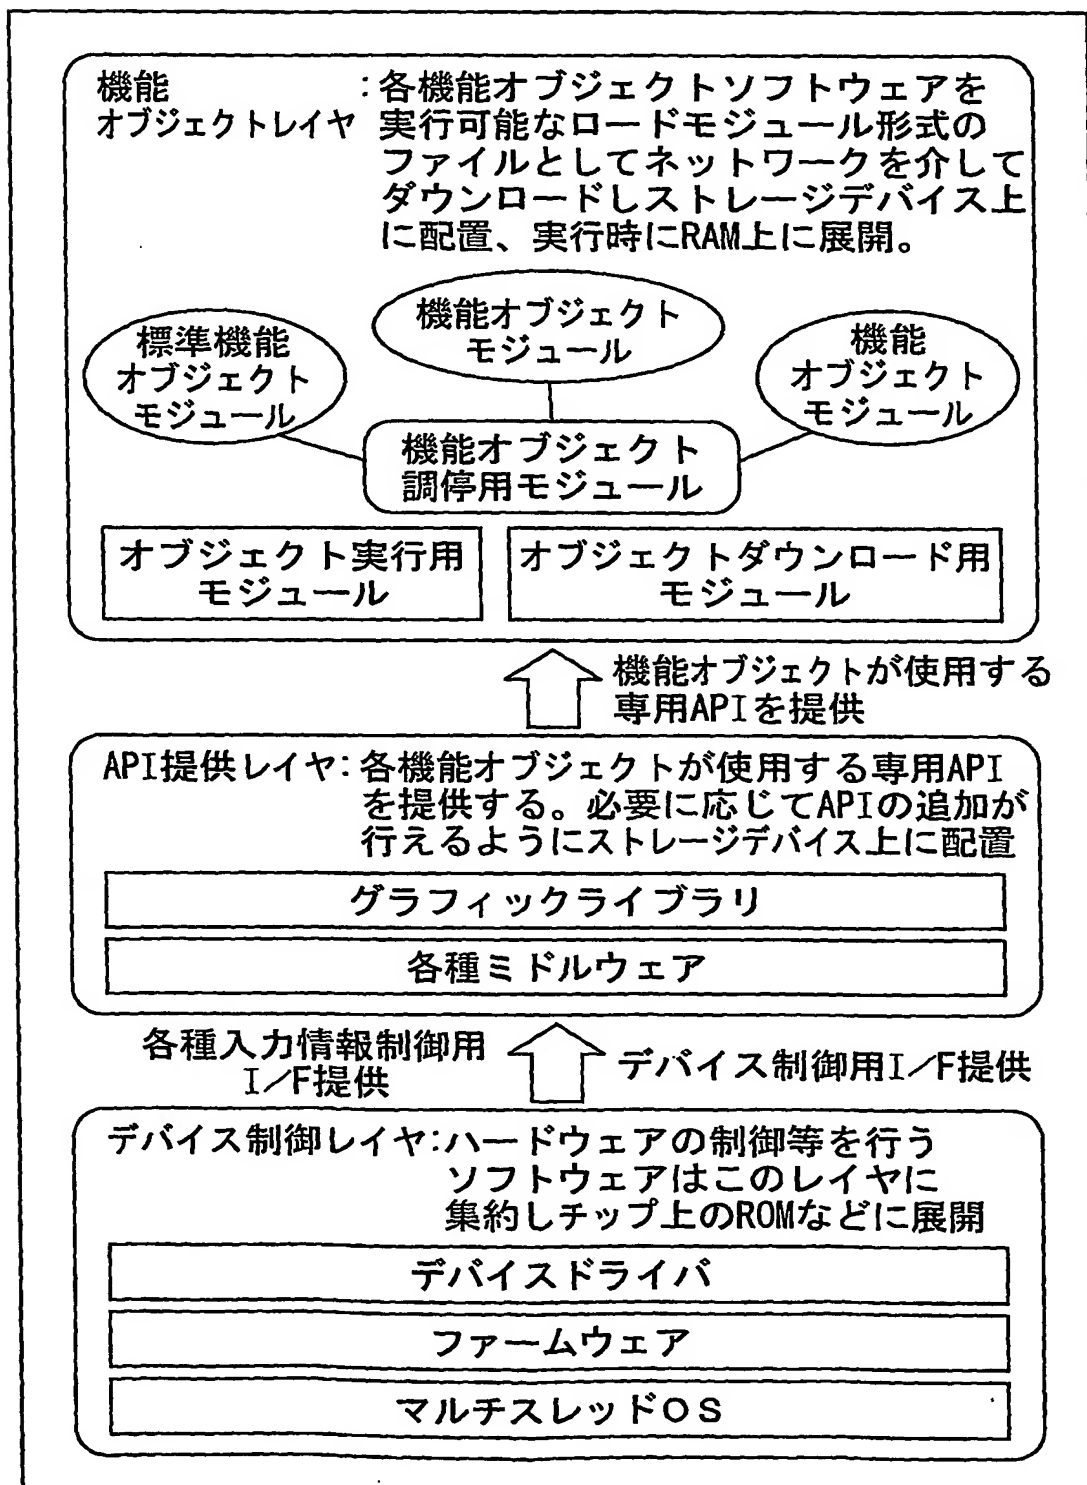 機能　　　　　：各機能オブジェクトソフトウェアを
オブジェクトレイヤ　実行可能なロードモジュール形式の
ファイルとしてネットワークを介して
ダウンロードしストレージデバイス上
に配置、実行時にRAM上に展開。
機能オブジェクト
モジュール
標準機能
オブジェクト
モジュール
機能
オブジェクト
モジュール
機能オブジェクト
調停用モジュール
オブジェクト実行用
モジュール
オブジェクトダウンロード用
モジュール
機能オブジェクトが使用する
専用APIを提供
API提供レイヤ：各機能オブジェクトが使用する専用API
を提供する。必要に応じてAPIの追加が
行えるようにストレージデバイス上に配置
グラフィックライブラリ
各種ミドルウェア
各種入力情報制御用
I／F提供
デバイス制御用I／F提供
デバイス制御レイヤ：ハードウェアの制御等を行う
ソフトウェアはこのレイヤに
集約しチップ上のROMなどに展開
デバイスドライバ
ファームウェア
マルチスレッドＯＳ